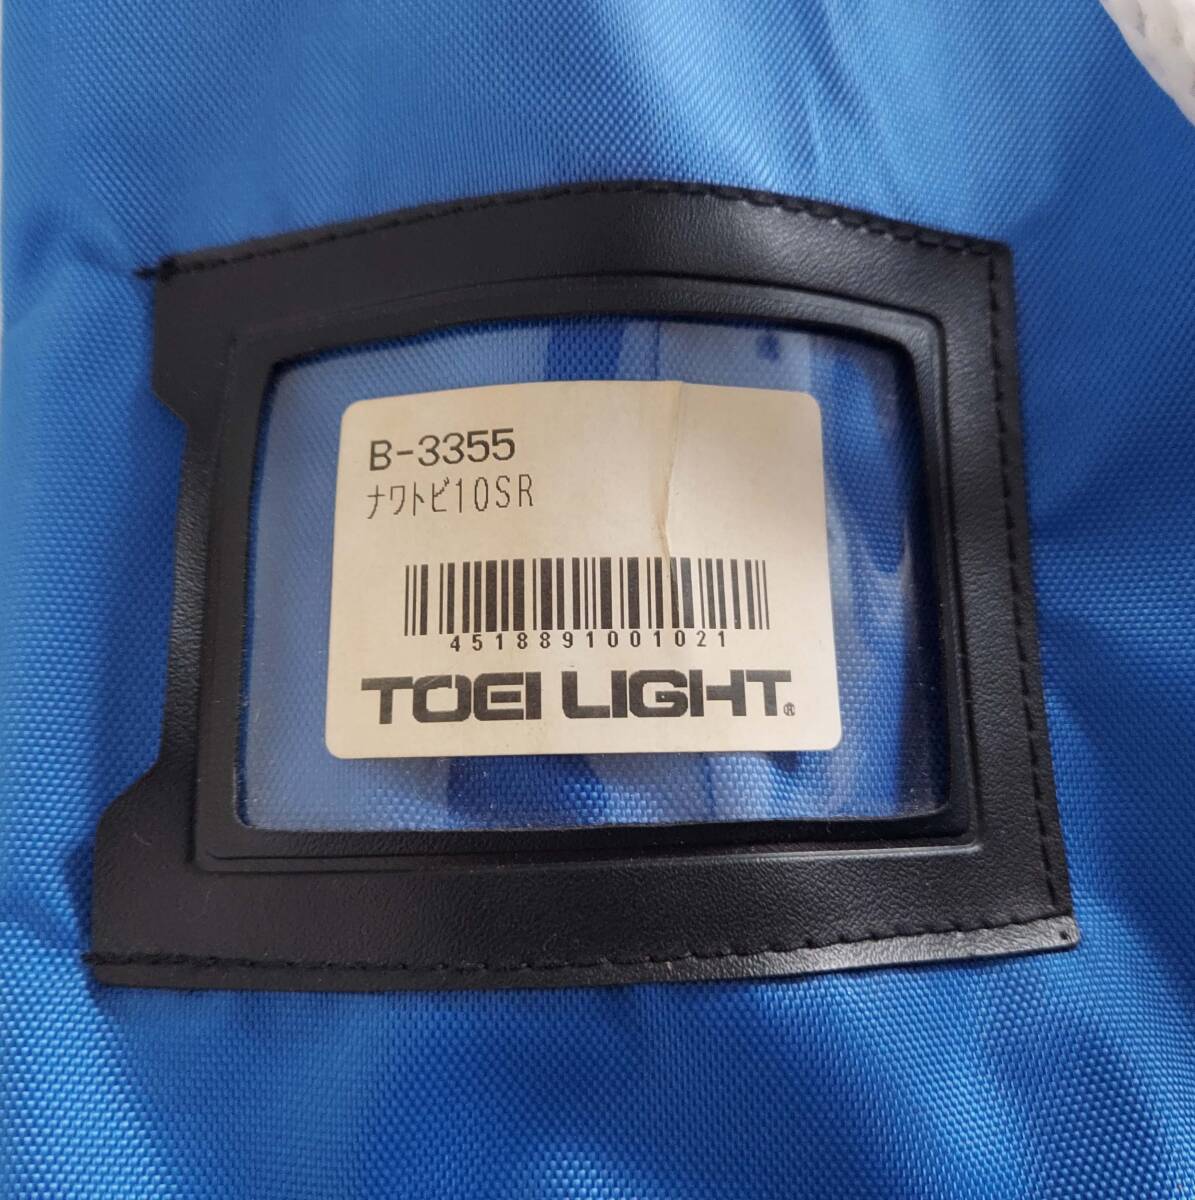 B-3355
ﾅﾜﾄﾋﾞ10SR
4518891001021
TOEI LIGHT®